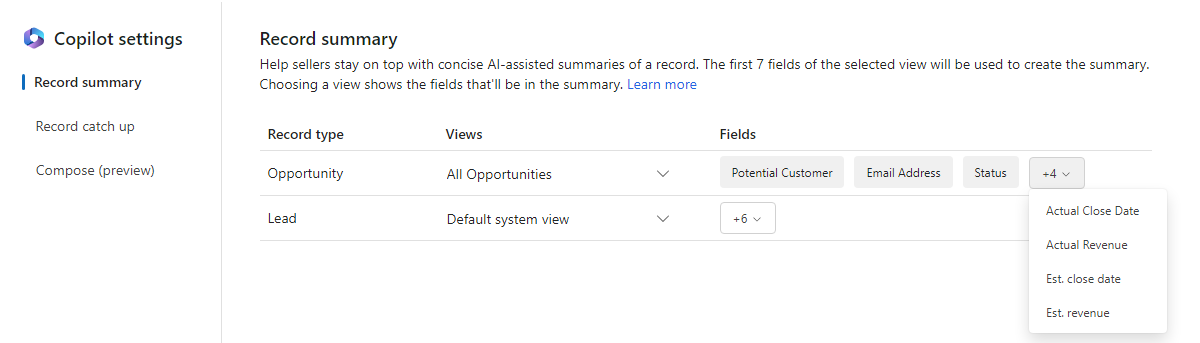 Copilot settings
Record summary
Record catch up
Compose (preview)
Record summary
Help sellers stay on top with concise AI-assisted summaries of a record. The first 7 fields of the selected view will be used to create the summary.
Choosing a view shows the fields that'll be in the summary. Learn more
Record type Views Fields
Opportunity All Opportunities Potential Customer Email Address Status +4
Actual Close Date
Actual Revenue
Est. close date
Est. revenue
Lead Default system view +6